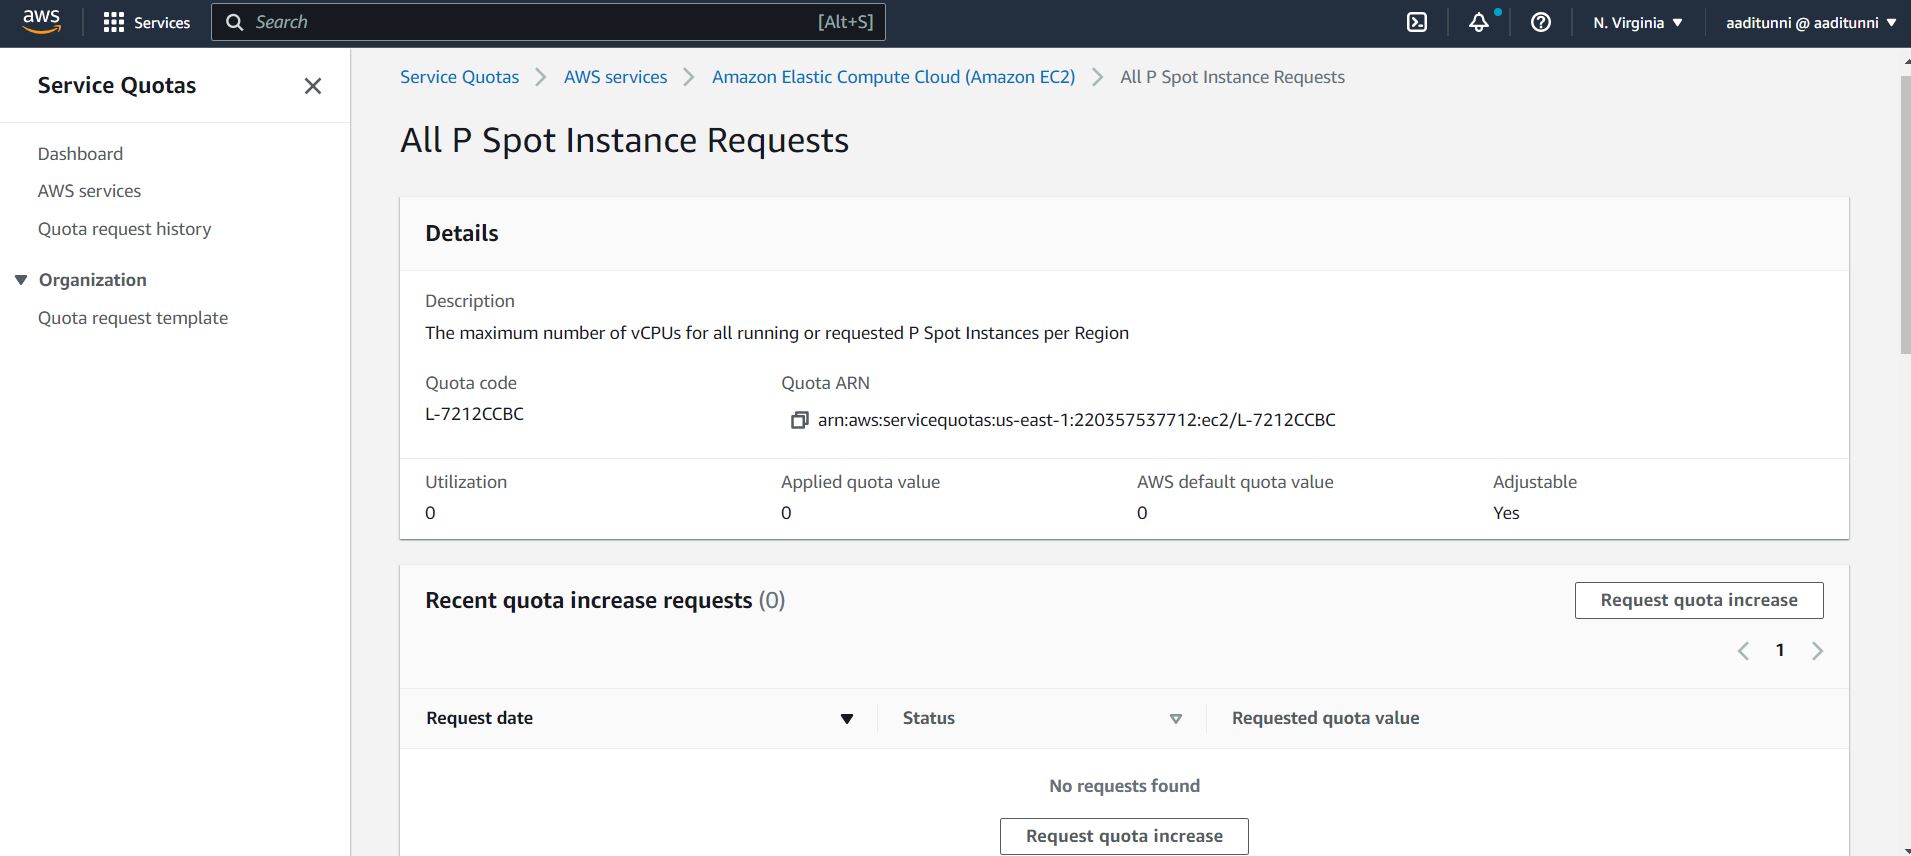 aws Services Search [Alt+S] N. Virginia aaditunni @ aaditunni
Service Quotas
Dashboard
AWS services
Quota request history
Organization
Quota request template
Service Quotas AWS services Amazon Elastic Compute Cloud (Amazon EC2) All P Spot Instance Requests
All P Spot Instance Requests
Details
Description
The maximum number of vCPUs for all running or requested P Spot Instances per Region
Quota code Quota ARN
L-7212CCBC arn:aws:servicequotas:us-east-1:220357537712:ec2/L-7212CCBC
Utilization Applied quota value AWS default quota value Adjustable
0 0 0 Yes
Recent quota increase requests (0) Request quota increase
1
Request date Status Requested quota value
No requests found
Request quota increase